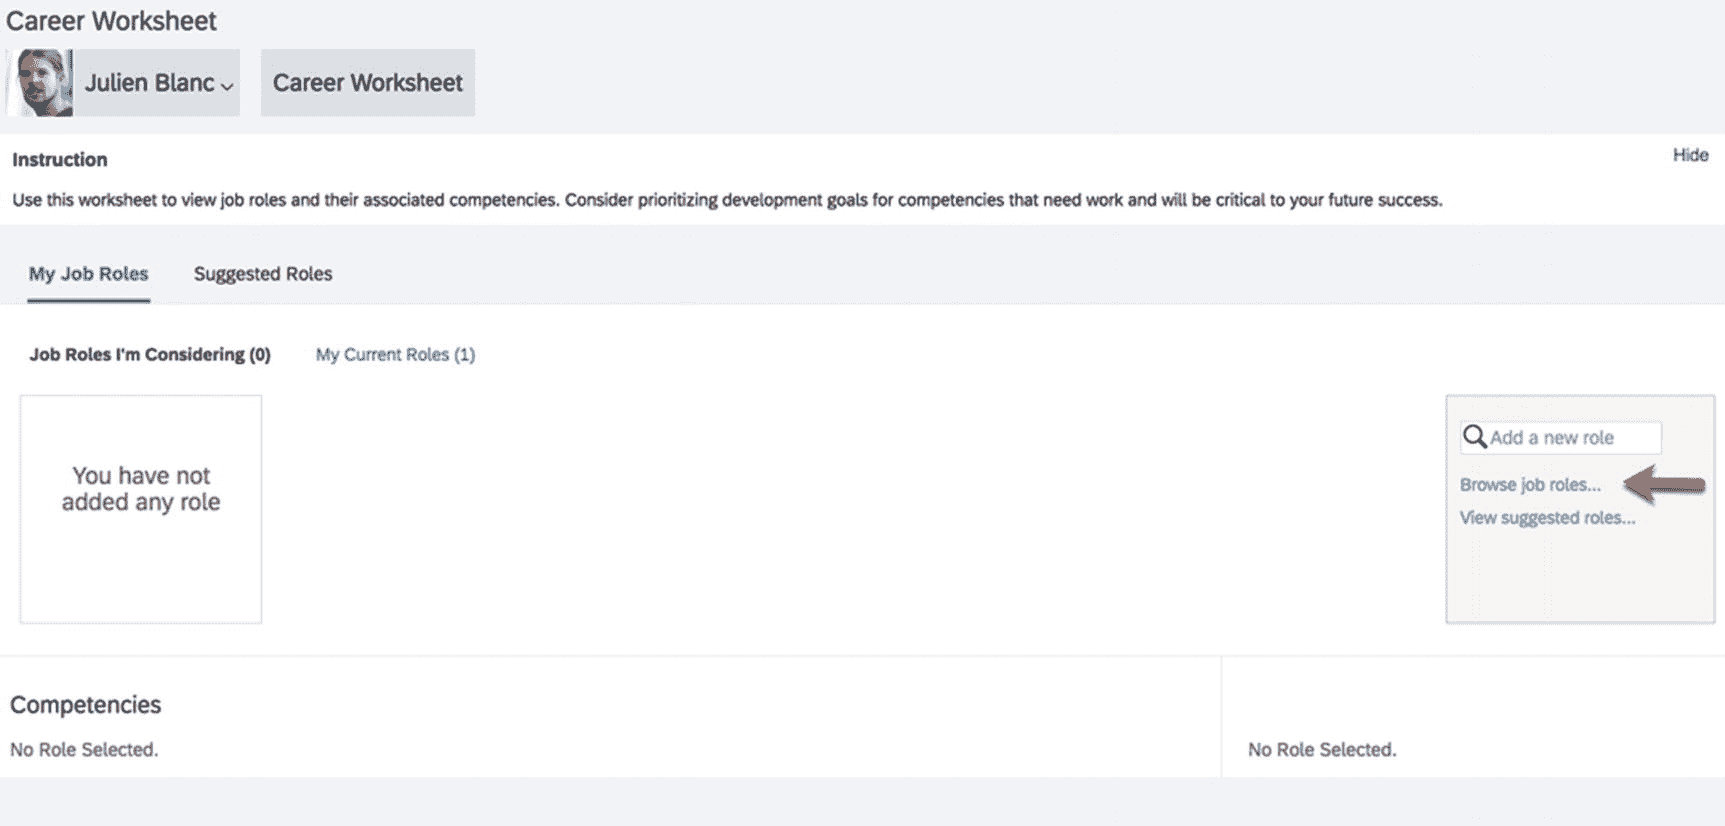 Career Worksheet
Julien Blanc
Career Worksheet
Instruction
Hide
Use this worksheet to view job roles and their associated competencies. Consider prioritizing development goals for competencies that need work and will be critical to your future success.
My Job Roles
Suggested Roles
Job Roles I'm Considering (0)
My Current Roles (1)
You have not
added any role
Add a new role
Browse job roles...
View suggested roles...
Competencies
No Role Selected.
No Role Selected.